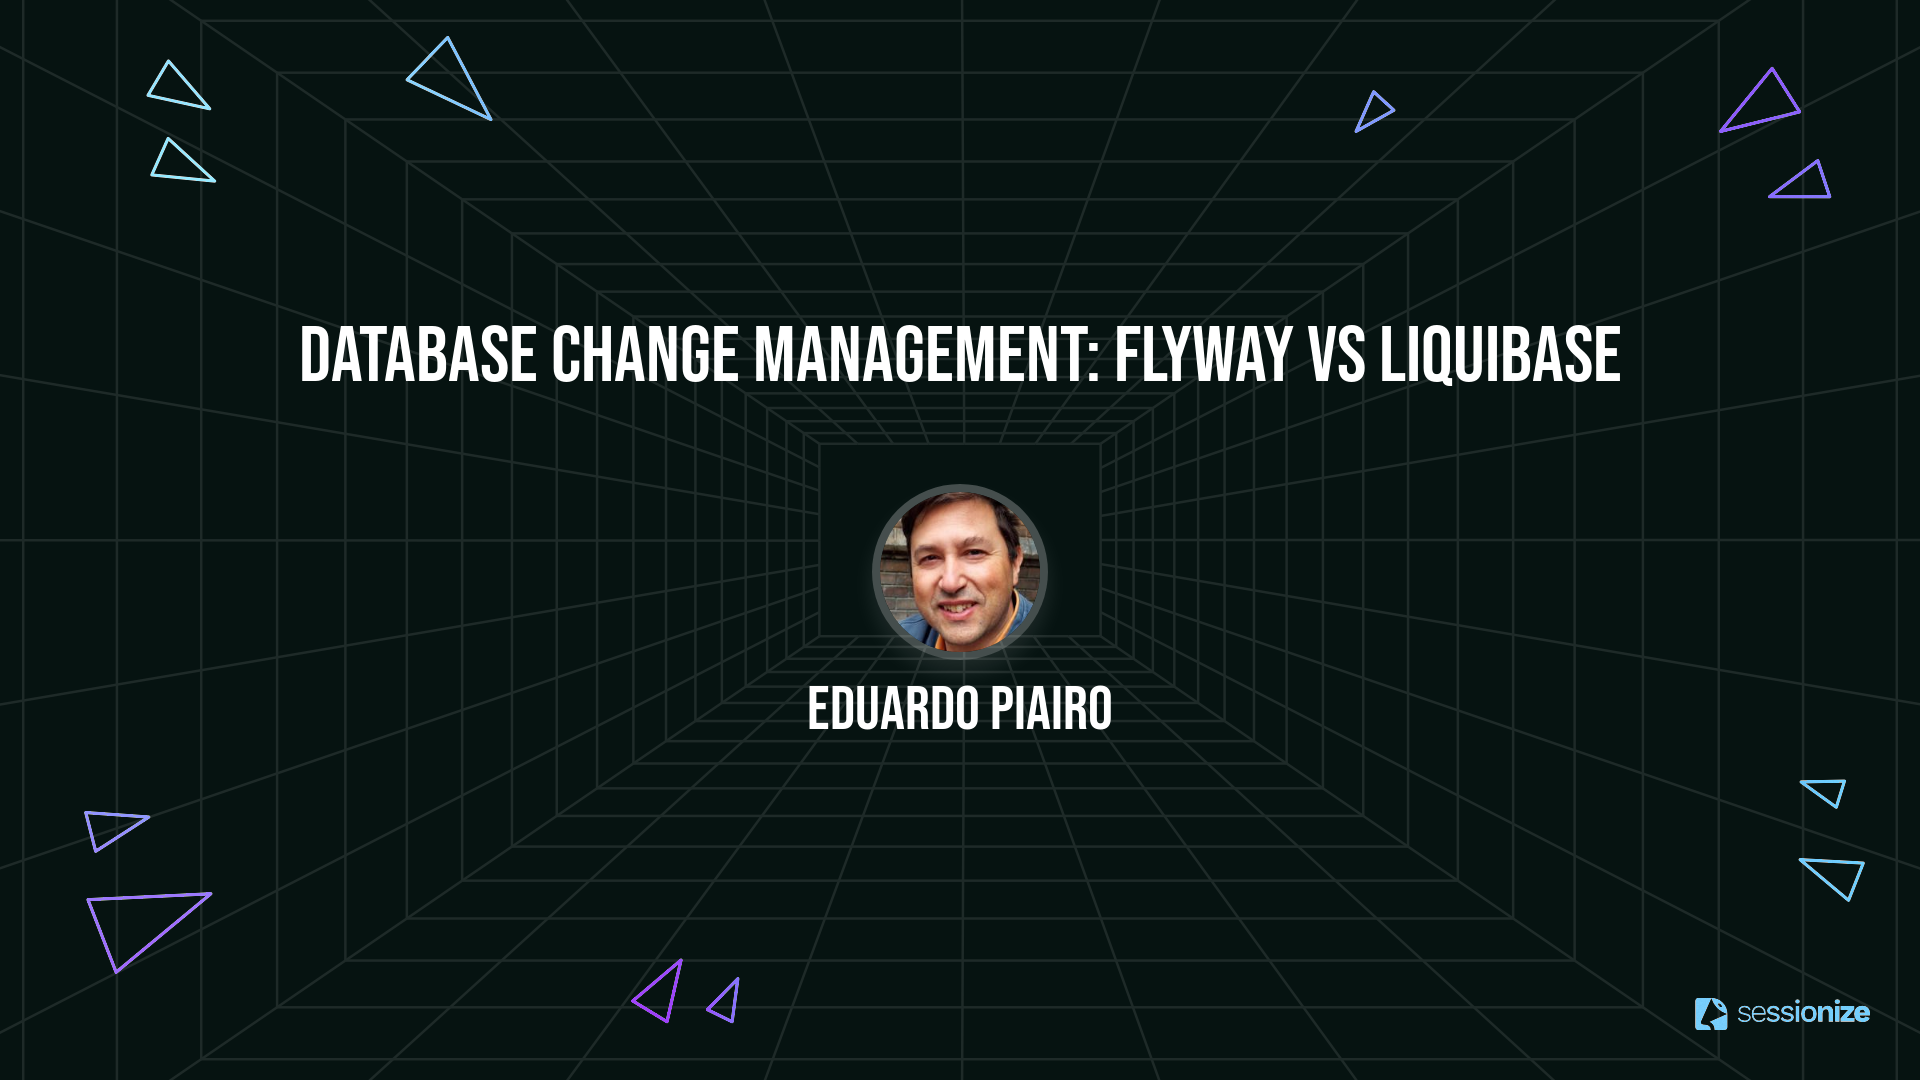 DATABASE CHANGE MANAGEMENT: FLYWAY VS LIQUIBASE
EDUARDO PIAIRO
sessionize